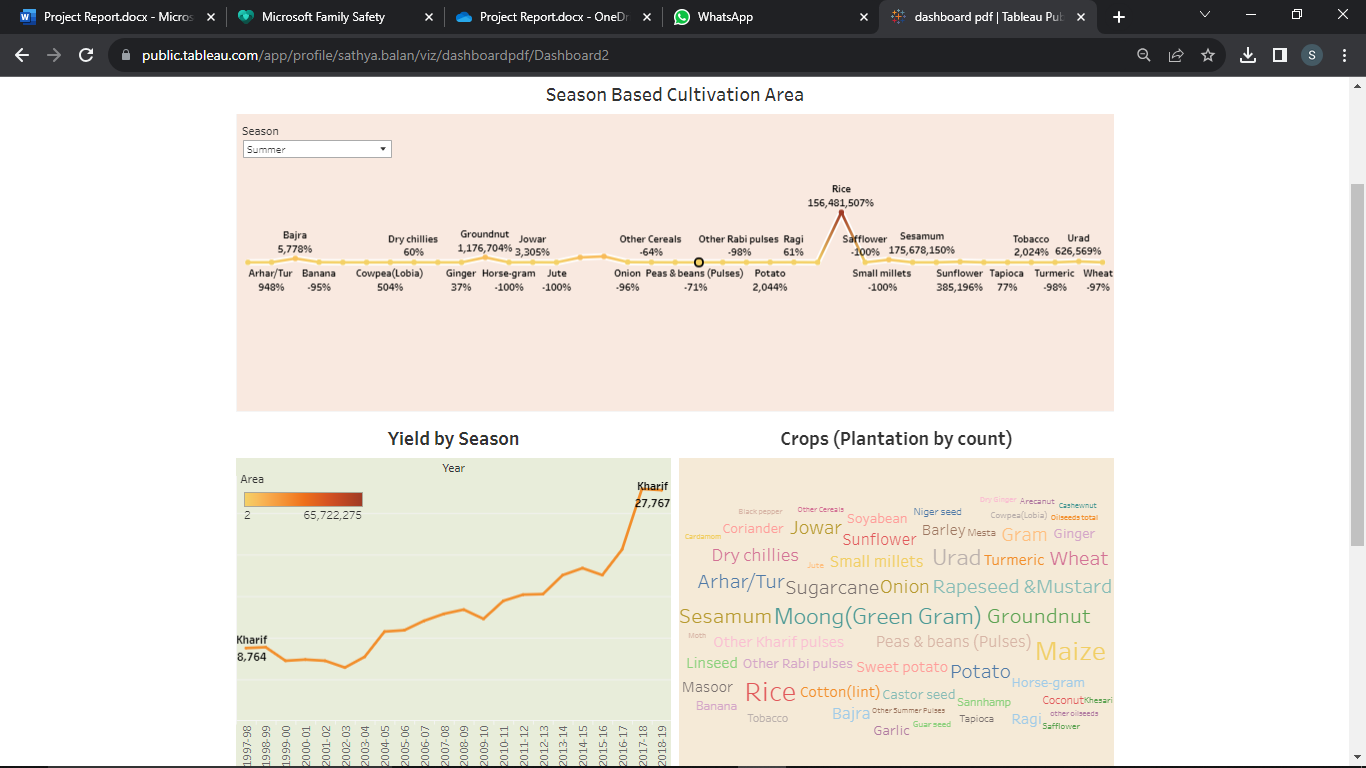 Project Report.docx - Micros
Microsoft Family Safety
Project Report.docx - OneDr
WhatsApp
dashboard pdf | Tableau Pub
public.tableau.com/app/profile/sathya.balan/viz/dashboardpdf/Dashboard2
S
Season Based Cultivation Area
Season
Summer
Rice
156,481,507%
Bajra
5,778%
Dry chillies
60%
Groundnut
1,176,704%
Jowar
3,305%
Other Cereals
-64%
Other Rabi pulses
-98%
Ragi
61%
Safflower
-100%
Sesamum
175,678,150%
Tobacco
2,024%
Urad
626,569%
Arhar/Tur
948%
Banana
-95%
Cowpea(Lobia)
504%
Ginger
37%
Horse-gram
-100%
Jute
-100%
Onion
-96%
Peas & beans (Pulses)
-71%
Potato
2,044%
Small millets
-100%
Sunflower
385,196%
Tapioca
77%
Turmeric
-98%
Wheat
-97%
Yield by Season
Year
Area
2
65,722,275
Kharif
27,767
Kharif
8,764
1997-98
1998-99
1999-00
2000-01
2001-02
2002-03
2003-04
2004-05
2005-06
2006-07
2007-08
2008-09
2009-10
2010-11
2011-12
2012-13
2013-14
2014-15
2015-16
2016-17
2017-18
2018-19
Crops (Plantation by count)
Dry Ginger
Arecanut
Cashewnut
Black pepper
Other Cereals
Soyabean
Niger seed
Cowpea(Lobia)
Oilseeds total
Cardamom
Coriander
Jowar
Sunflower
Barley
Mesta
Gram
Ginger
Dry chillies
Jute
Small millets
Urad
Turmeric
Wheat
Arhar/Tur
Sugarcane
Onion
Rapeseed &Mustard
Sesamum
Moong(Green Gram)
Groundnut
Moth
Other Kharif pulses
Peas & beans (Pulses)
Maize
Linseed
Other Rabi pulses
Sweet potato
Potato
Horse-gram
Masoor
Rice
Cotton(lint)
Castor seed
Sannhamp
Coconut
Khesari
Banana
Tobacco
Bajra
Other Summer Pulses
Tapioca
Ragi
other oilseeds
Garlic
Guar seed
Safflower